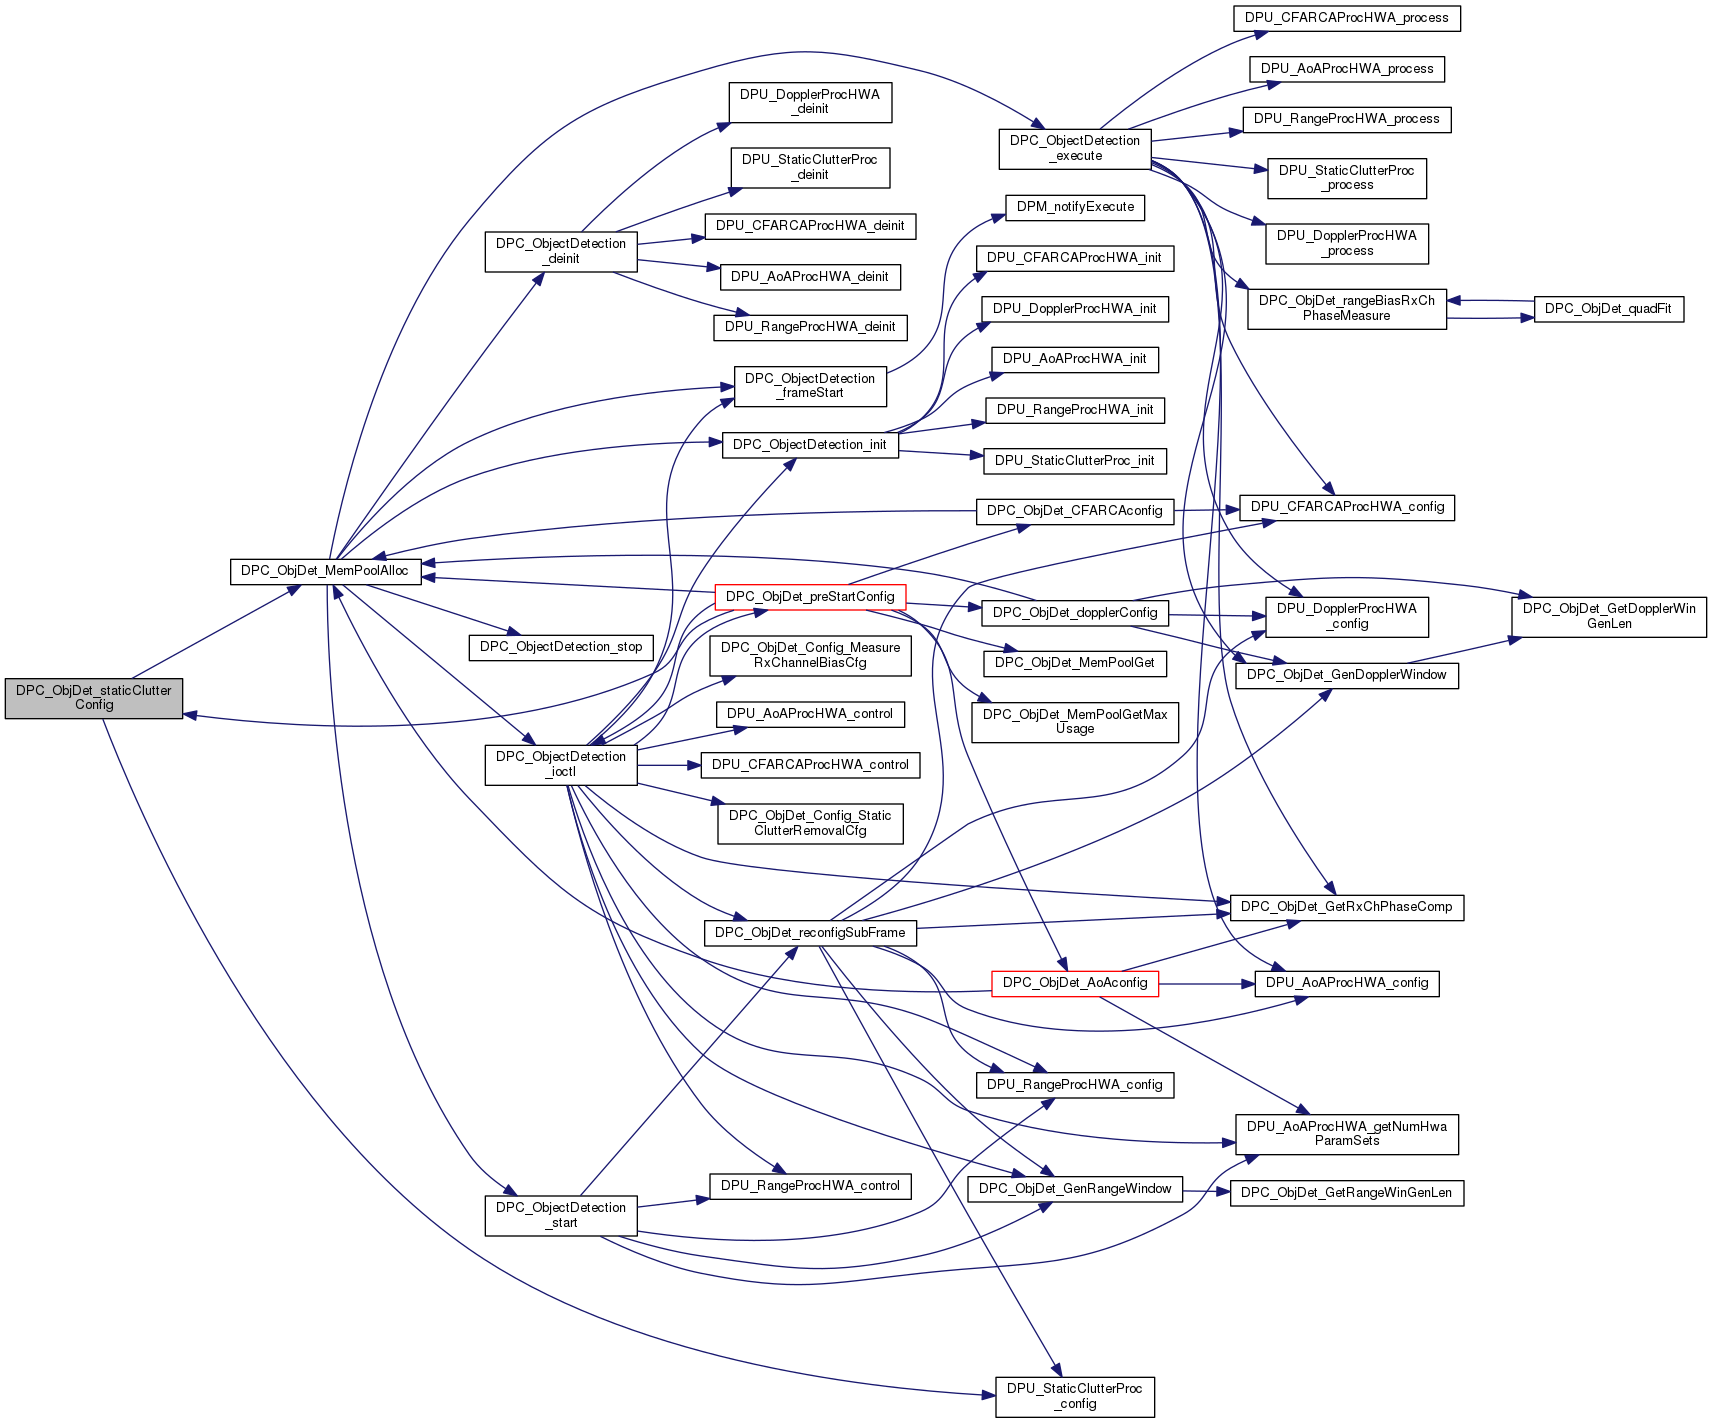 DPU_CFARCAProcHWA_process
DPU_AoAProcHWA_process
DPU_DopplerProcHWA
_deinit
DPU_RangeProcHWA_process
DPC_ObjectDetection
_execute
DPU_StaticClutterProc
_deinit
DPU_StaticClutterProc
_process
DPM_notifyExecute
DPU_CFARCAProcHWA_deinit
DPU_DopplerProcHWA
_process
DPC_ObjectDetection
_deinit
DPU_CFARCAProcHWA_init
DPU_AoAProcHWA_deinit
DPC_ObjDet_rangeBiasRxCh
PhaseMeasure
DPC_ObjDet_quadFit
DPU_DopplerProcHWA_init
DPU_RangeProcHWA_deinit
DPU_AoAProcHWA_init
DPC_ObjectDetection
_frameStart
DPU_RangeProcHWA_init
DPC_ObjectDetection_init
DPU_StaticClutterProc_init
DPC_ObjDet_CFARCAconfig
DPU_CFARCAProcHWA_config
DPC_ObjDet_MemPoolAlloc
DPC_ObjDet_preStartConfig
DPC_ObjDet_dopplerConfig
DPU_DopplerProcHWA
_config
DPC_ObjDet_GetDopplerWin
GenLen
DPC_ObjectDetection_stop
DPC_ObjDet_Config_Measure
RxChannelBiasCfg
DPC_ObjDet_MemPoolGet
DPC_ObjDet_GenDopplerWindow
DPC_ObjDet_staticClutter
Config
DPU_AoAProcHWA_control
DPC_ObjDet_MemPoolGetMax
Usage
DPC_ObjectDetection
_ioctl
DPU_CFARCAProcHWA_control
DPC_ObjDet_Config_Static
ClutterRemovalCfg
DPC_ObjDet_GetRxChPhaseComp
DPC_ObjDet_reconfigSubFrame
DPC_ObjDet_AoAconfig
DPU_AoAProcHWA_config
DPU_RangeProcHWA_config
DPU_AoAProcHWA_getNumHwa
ParamSets
DPU_RangeProcHWA_control
DPC_ObjDet_GenRangeWindow
DPC_ObjDet_GetRangeWinGenLen
DPC_ObjectDetection
_start
DPU_StaticClutterProc
_config